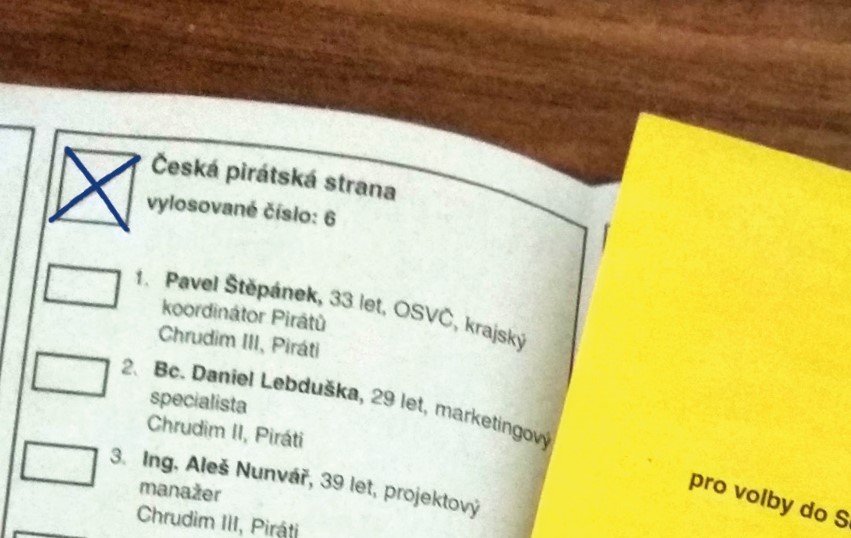 Česká pirátská strana
vylosované číslo: 6
1. Pavel Štěpánek, 33 let, OSVČ, krajský
koordinátor Pirátů
Chrudim III, Piráti
2. Bc. Daniel Lebduška, 29 let, marketingový
specialista
Chrudim II, Piráti
3. Ing. Aleš Nunvář, 39 let, projektový
manažer
Chrudim III, Piráti
pro volby do